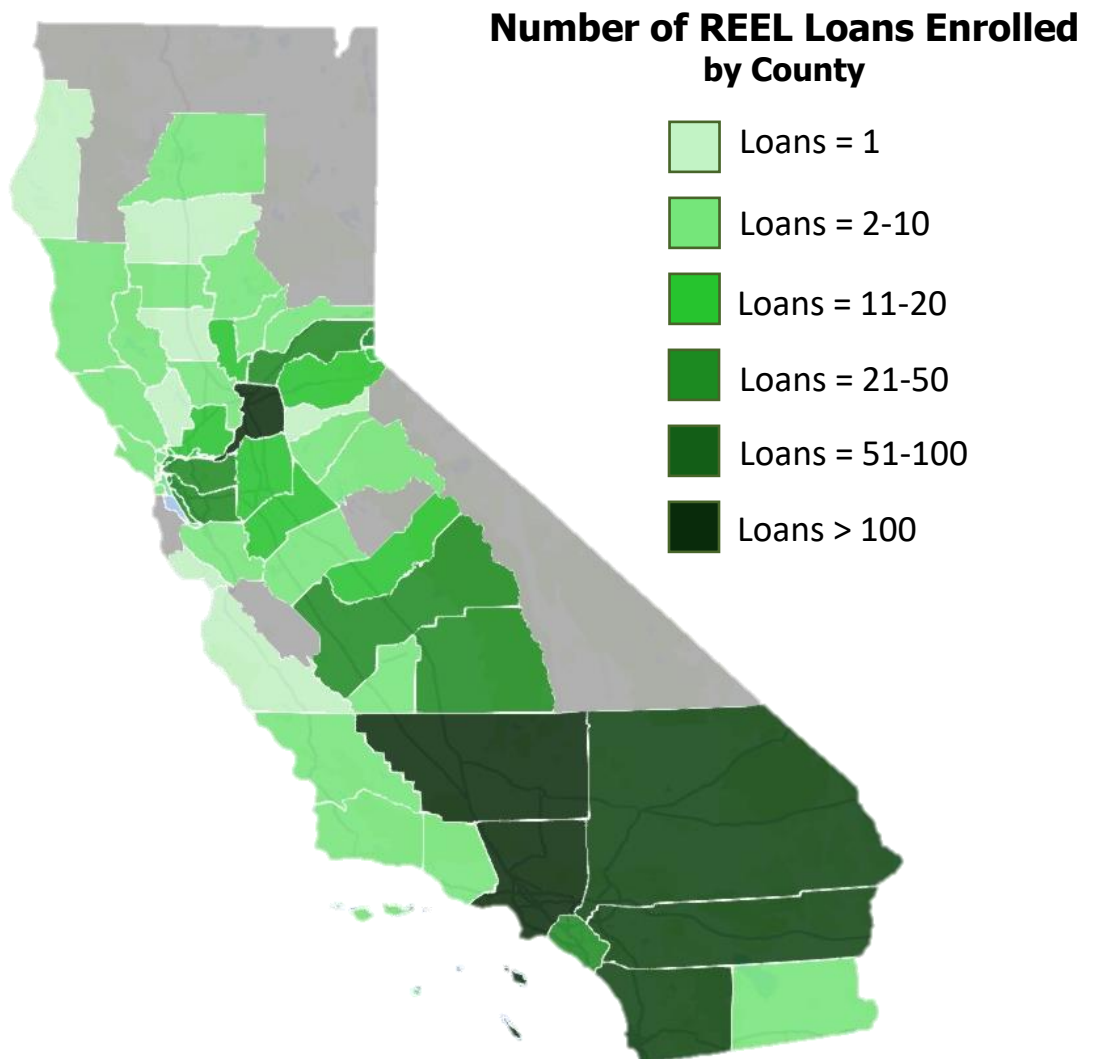 Number of REEL Loans Enrolled
by County
Loans = 1
Loans = 2-10
Loans = 11-20
Loans = 21-50
Loans = 51-100
Loans > 100